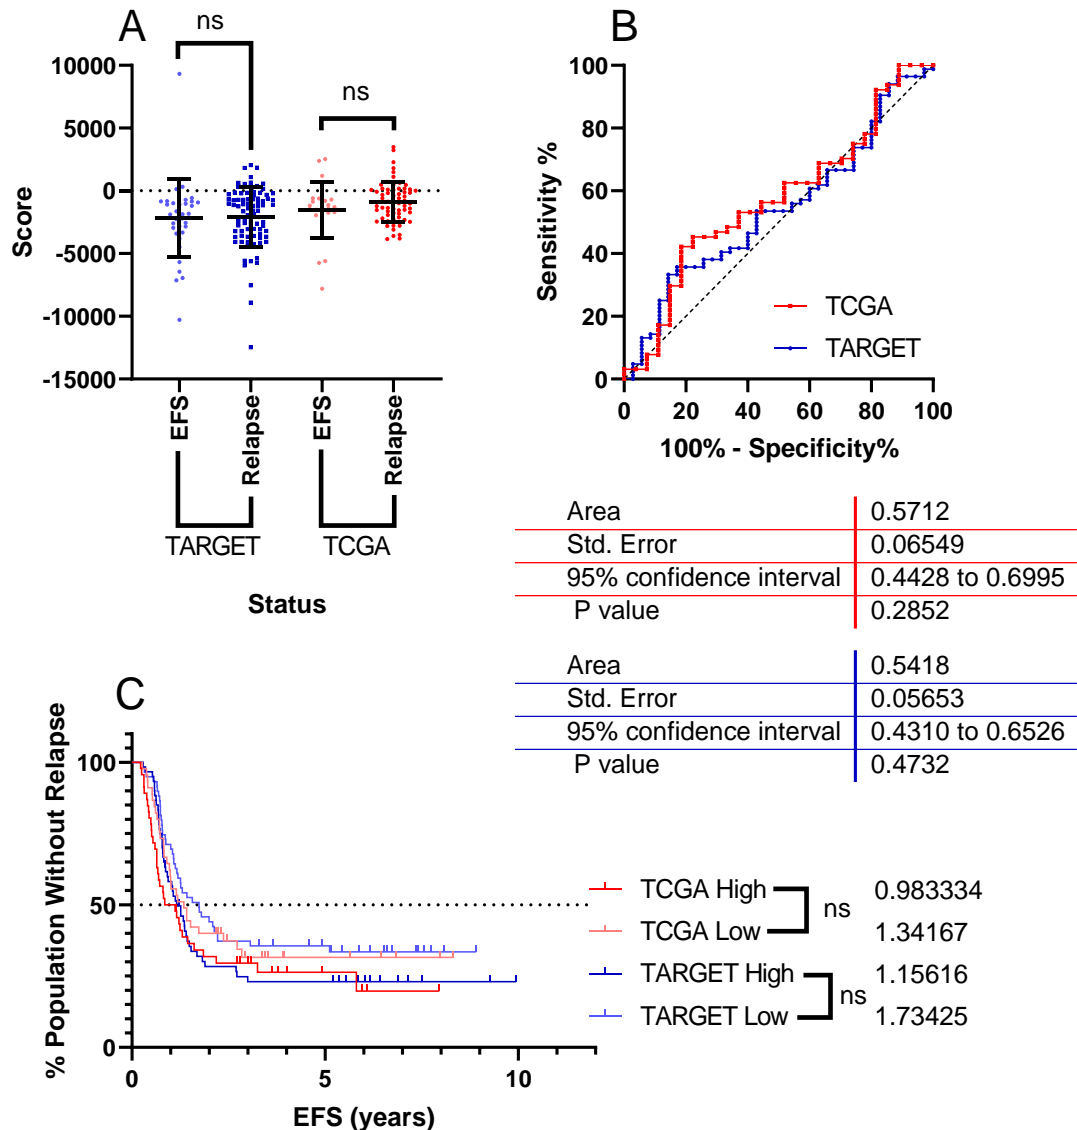 A
ns
ns
10000
5000
0
-5000
-10000
-15000
Score
EFS
Relapse
EFS
Relapse
TARGET
TCGA
Status
B
100
80
60
40
20
0
Sensitivity %
TCGA
TARGET
0 20 40 60 80 100
100% - Specificity%
Area 0.5712
Std. Error 0.06549
95% confidence interval 0.4428 to 0.6995
P value 0.2852
Area 0.5418
Std. Error 0.05653
95% confidence interval 0.4310 to 0.6526
P value 0.4732
C
100
50
0
% Population Without Relapse
0 5 10
EFS (years)
TCGA High 0.983334
ns
TCGA Low 1.34167
TARGET High 1.15616
ns
TARGET Low 1.73425